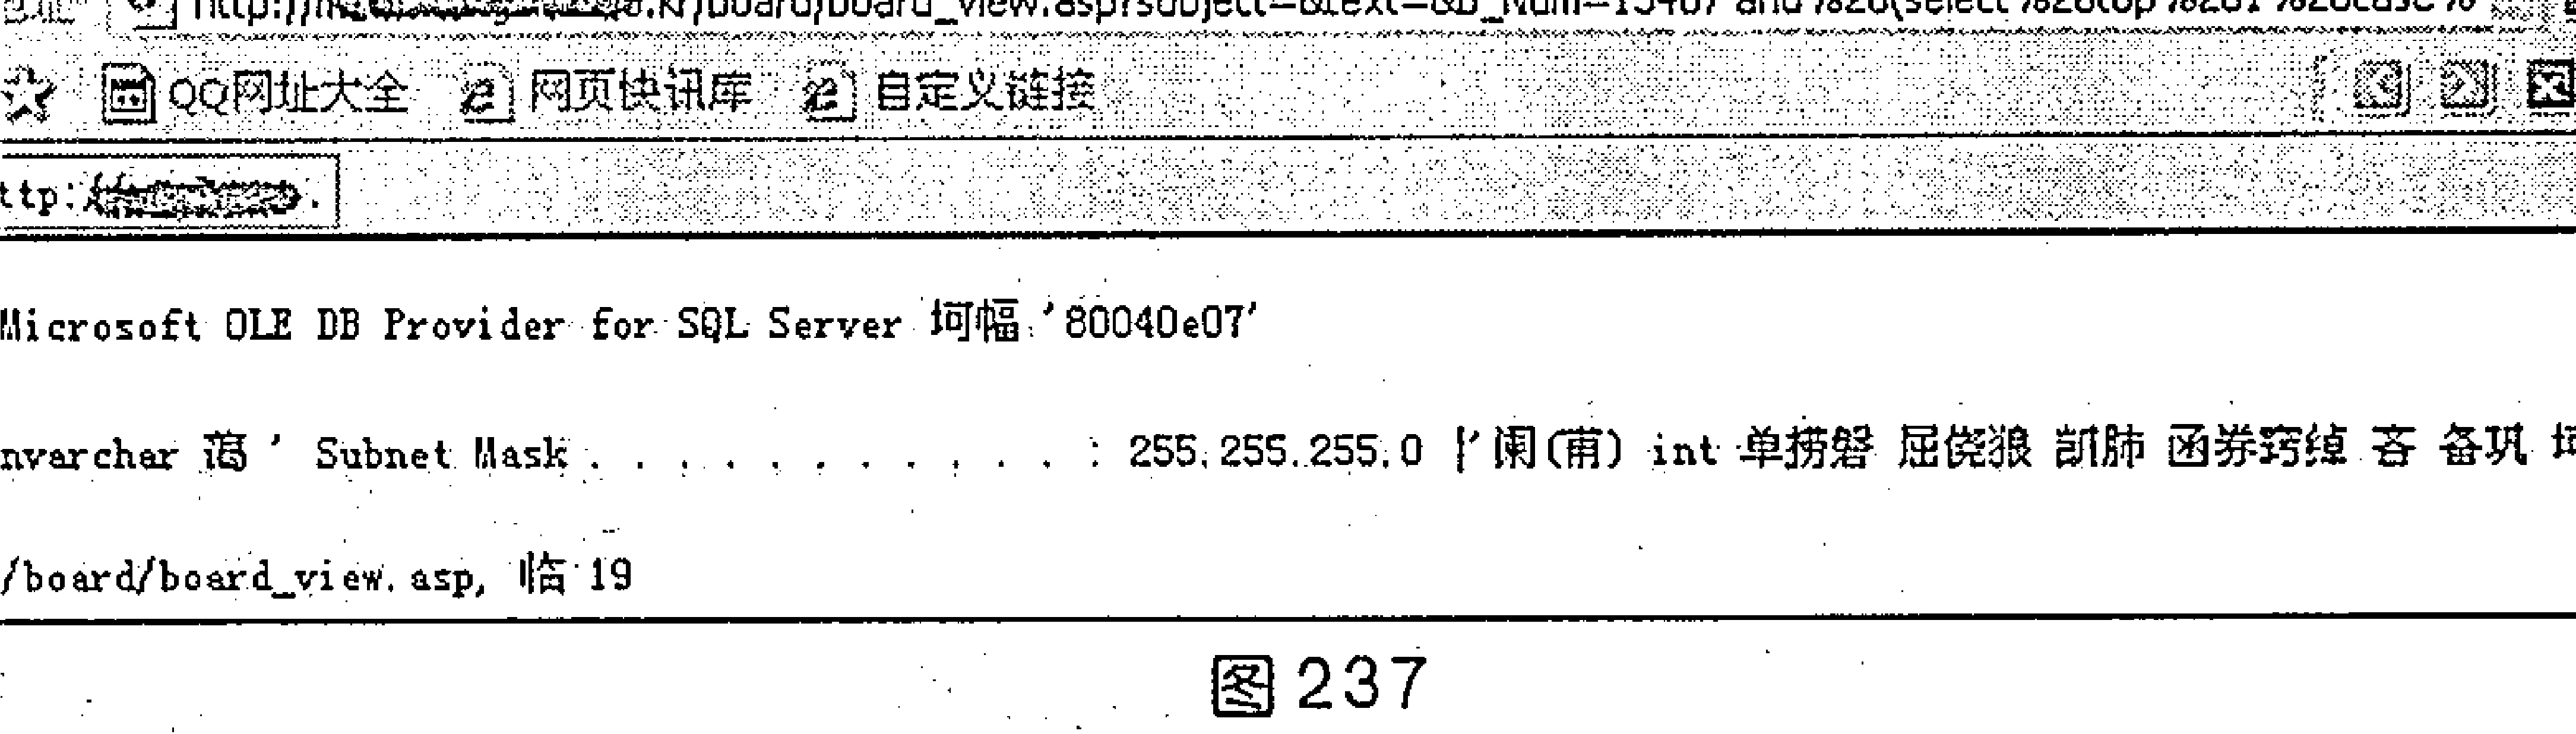 QQ网址大全 网页快讯库 自定义链接
ttp:/
Microsoft OLE DB Provider for SQL Server 坷幅 '80040e07'
nvarchar 蔼 ' Subnet Mask . . . . . . . . . . . : 255.255.255.0 阑(甫) int 单捞磐 屈侥狼 凯肺 函券窍绰 吝 备巩
/board/board_view.asp, 临 19
图237